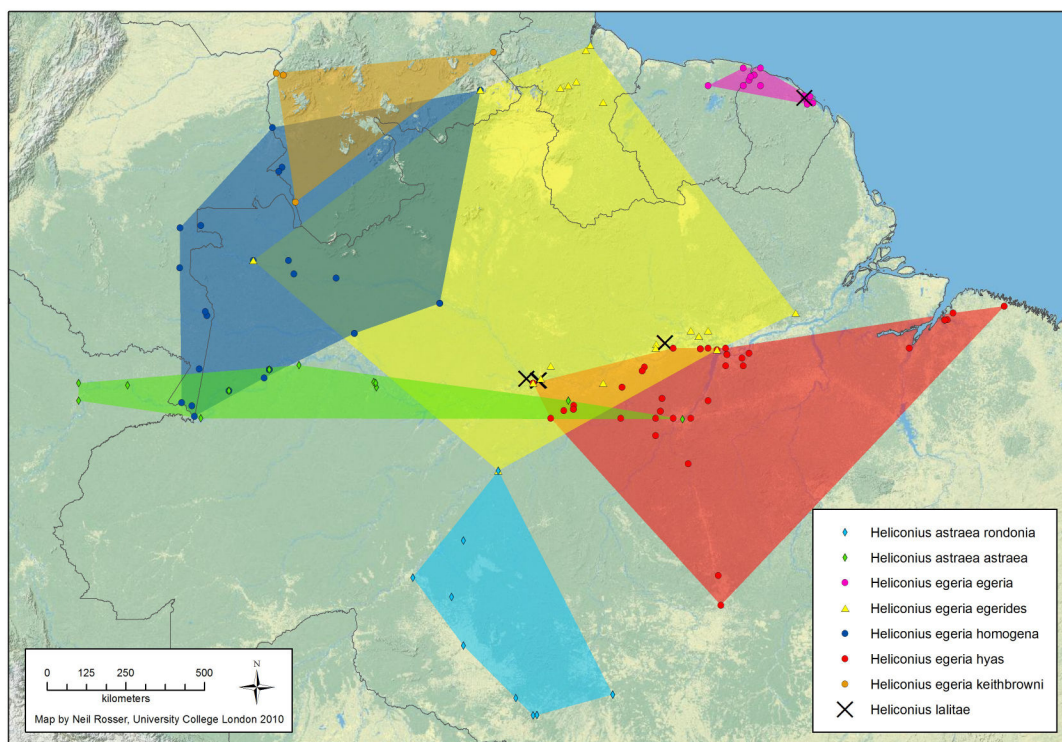 Heliconius astraea rondonia
Heliconius astraea astraea
Heliconius egeria egeria
Heliconius egeria egerides
Heliconius egeria homogena
Heliconius egeria hyas
Heliconius egeria keithbrowni
Heliconius lalitae
N
0 125 250 500
kilometers
Map by Neil Rosser, University College London 2010